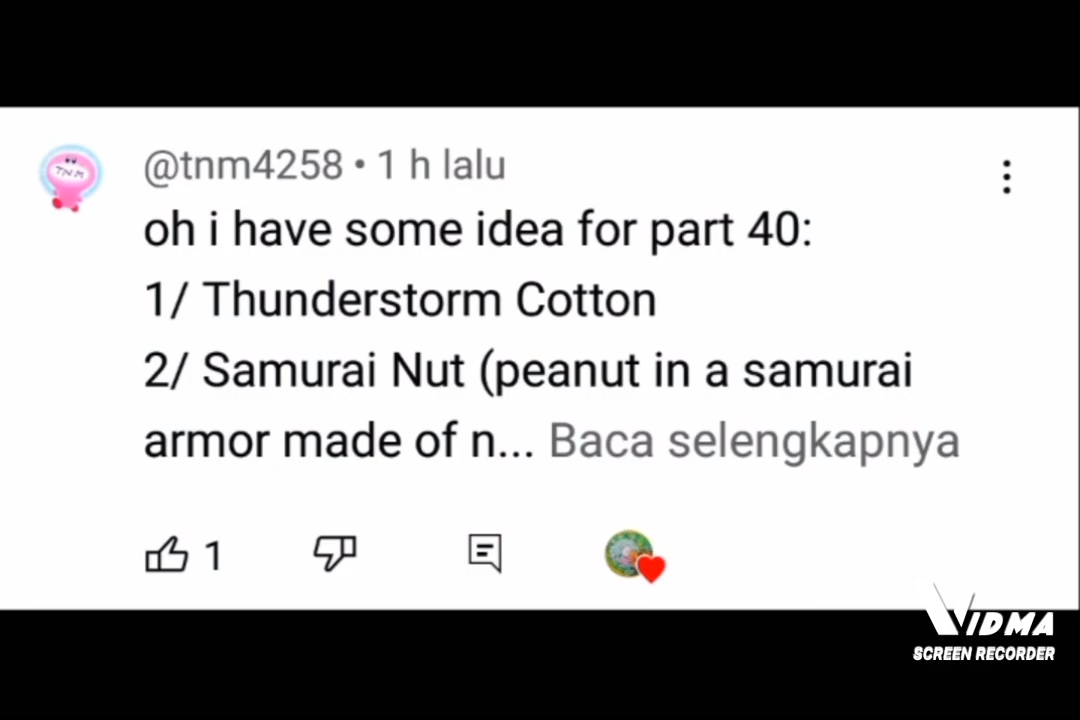 @tnm4258 • 1 h lalu
oh i have some idea for part 40:
1/ Thunderstorm Cotton
2/ Samurai Nut (peanut in a samurai
armor made of n... Baca selengkapnya
1
VIDMA
SCREEN RECORDER
TNM